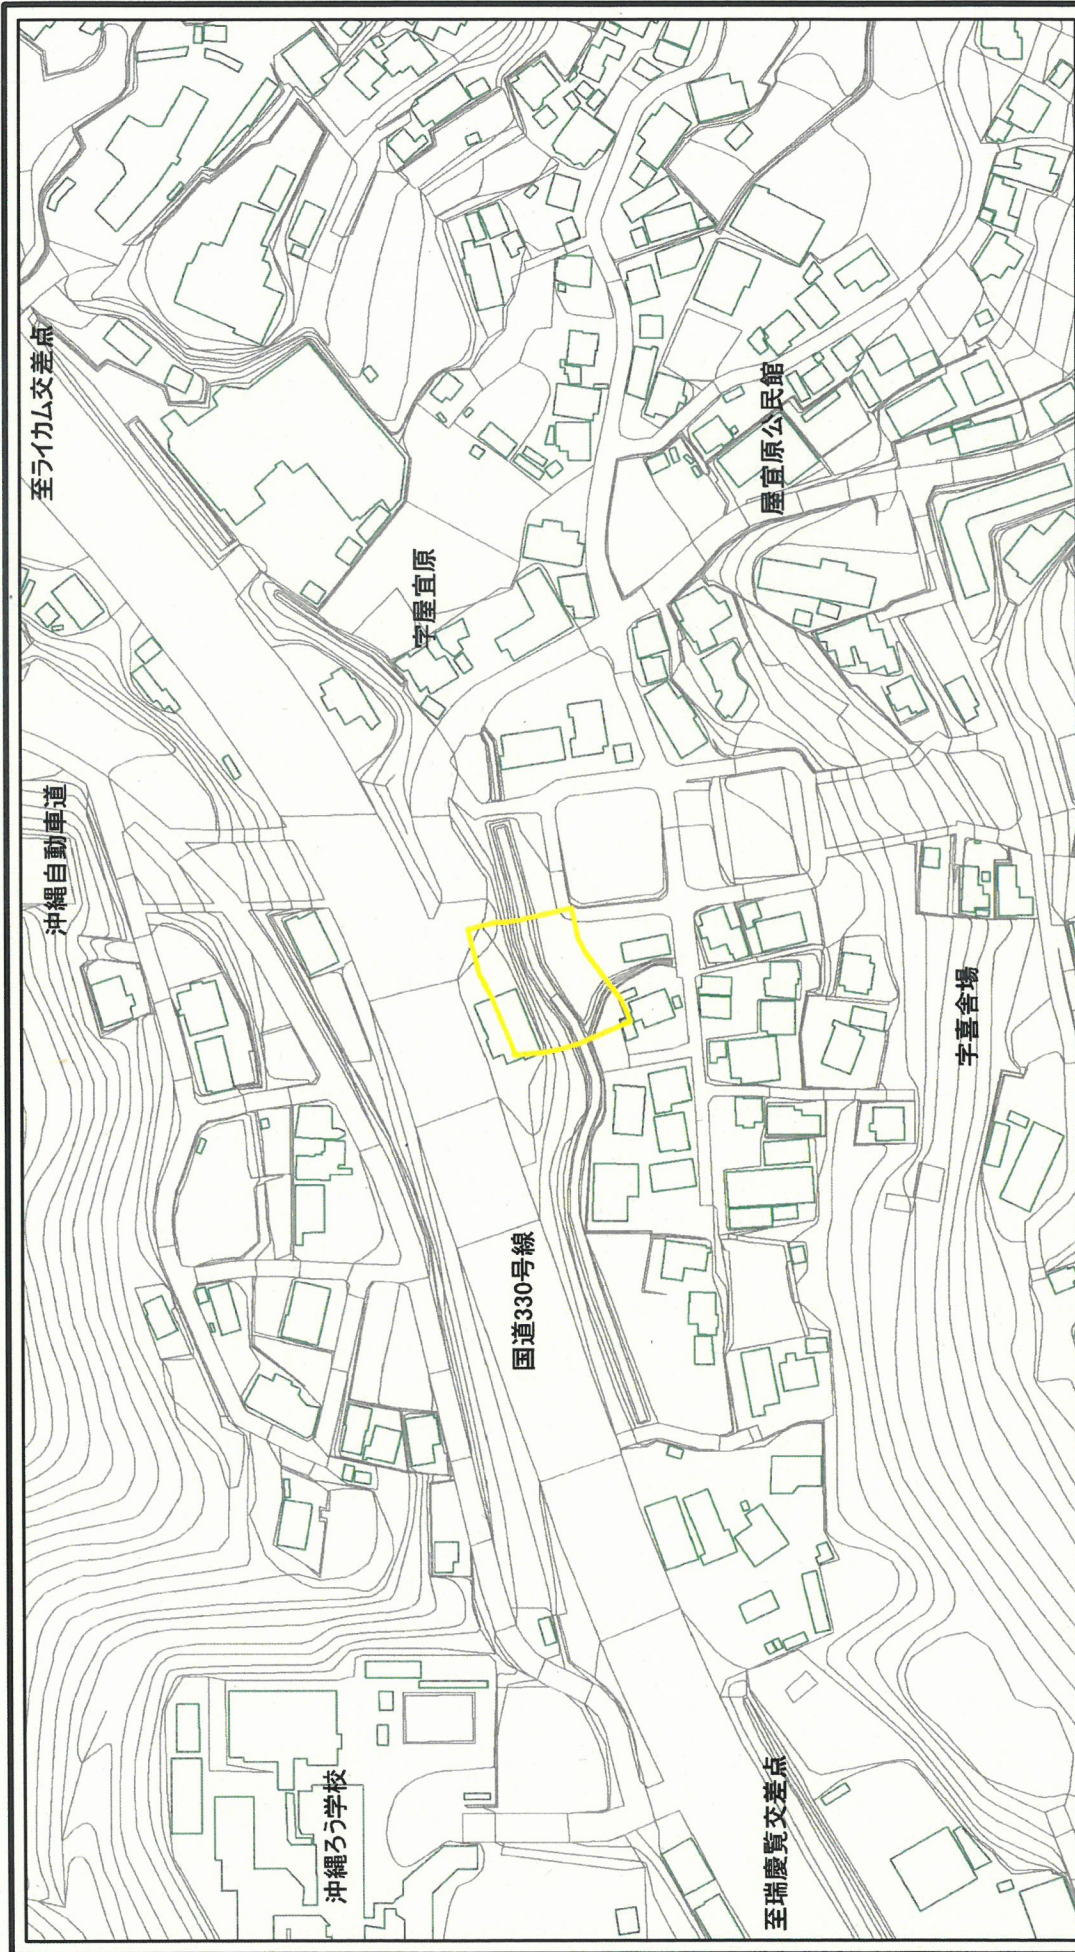 至ライカム交差点
沖縄自動車道
字屋宜原
屋宜原公民館
国道330号線
字喜舎場
沖縄ろう学校
至瑞慶覧交差点